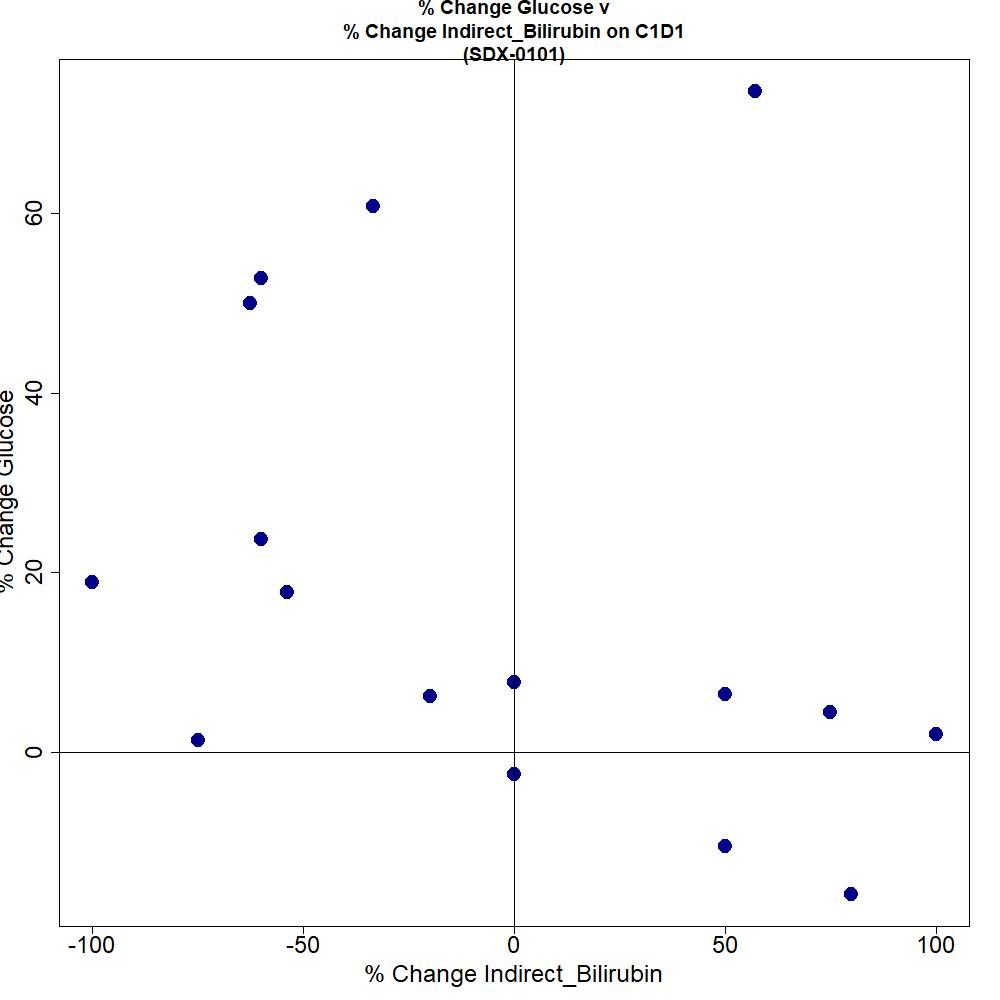 % Change Glucose v
% Change Indirect_Bilirubin on C1D1
(SDX-0101)
% Change Glucose
60
40
20
0
-100
-50
0
50
100
% Change Indirect_Bilirubin